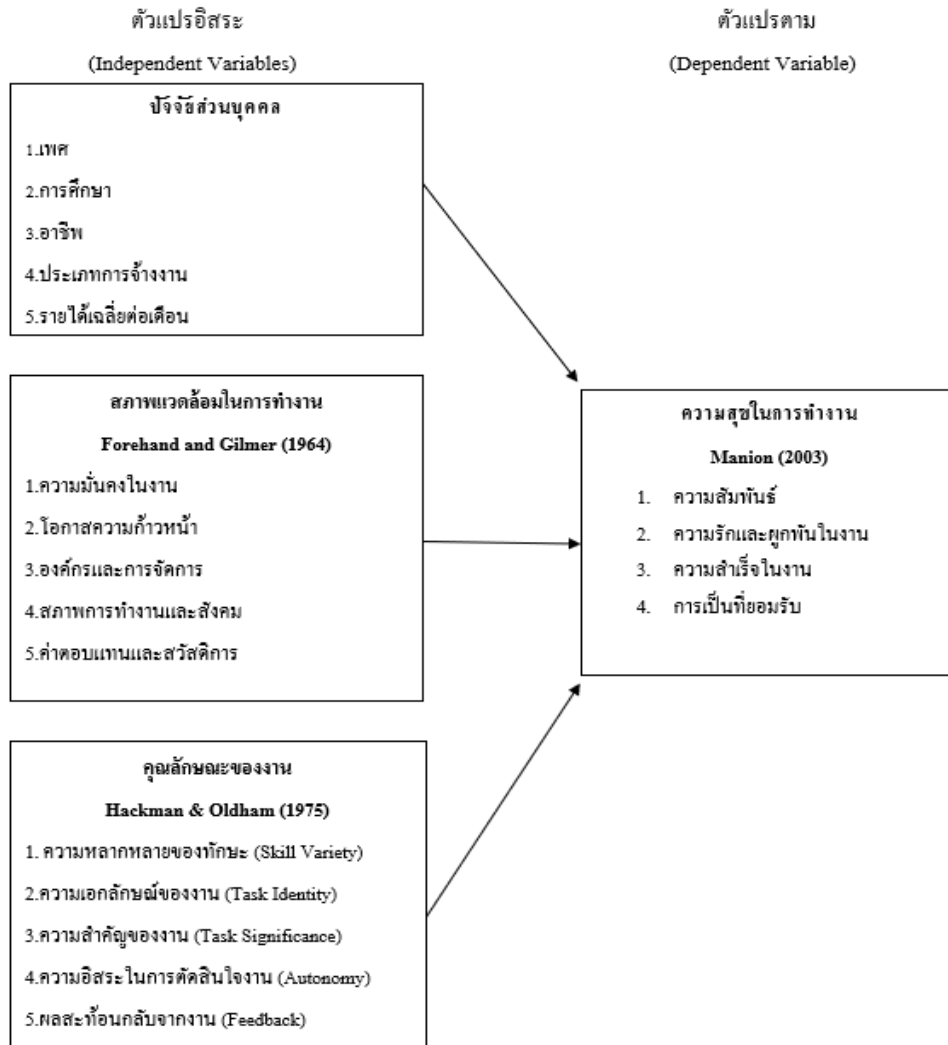 ตัวแปรอิสระ
(Independent Variables)
ปัจจัยส่วนบุคคล
1.เพศ
2.การศึกษา
3.อาชีพ
4.ประเภทการจ้างงาน
5.รายได้เฉลี่ยต่อเดือน
สภาพแวดล้อมในการทำงาน
Forehand and Gilmer (1964)
1.ความมั่นคงในงาน
2.โอกาสความก้าวหน้า
3.องค์กรและการจัดการ
4.สภาพการทำงานและสังคม
5.ค่าตอบแทนและสวัสดิการ
คุณลักษณะของงาน
Hackman & Oldham (1975)
1. ความหลากหลายของทักษะ (Skill Variety)
2.ความเอกลักษณ์ของงาน (Task Identity)
3.ความสำคัญของงาน (Task Significance)
4.ความอิสระในการตัดสินใจงาน (Autonomy)
5.ผลสะท้อนกลับจากงาน (Feedback)
ตัวแปรตาม
(Dependent Variable)
ความสุขในการทำงาน
Manion (2003)
1. ความสัมพันธ์
2. ความรักและผูกพันในงาน
3. ความสำเร็จในงาน
4. การเป็นที่ยอมรับ